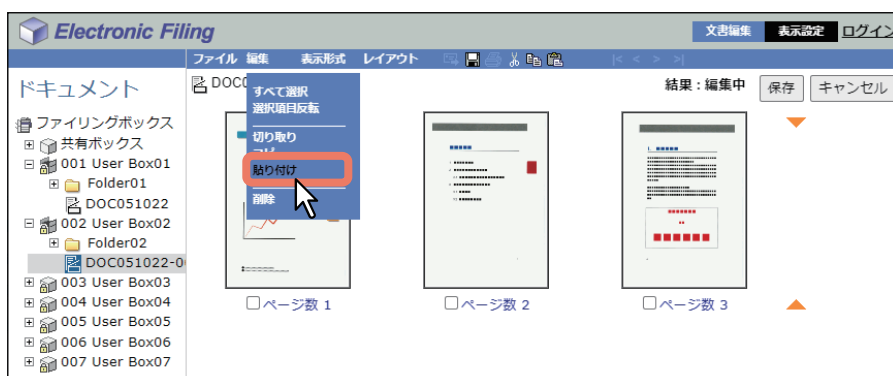 Electronic Filing
文書編集 表示設定 ログイン
ファイル 編集 表示形式 レイアウト |< < > >|
ドキュメント
結果：編集中 保存 キャンセル
ファイリングボックス
共有ボックス
001 User Box01
Folder01
DOC051022
002 User Box02
Folder02
DOC051022-0
003 User Box03
004 User Box04
005 User Box05
006 User Box06
007 User Box07
DOC
すべて選択
選択項目反転
切り取り
コピー
貼り付け
削除
ページ数 1
ページ数 2
ページ数 3